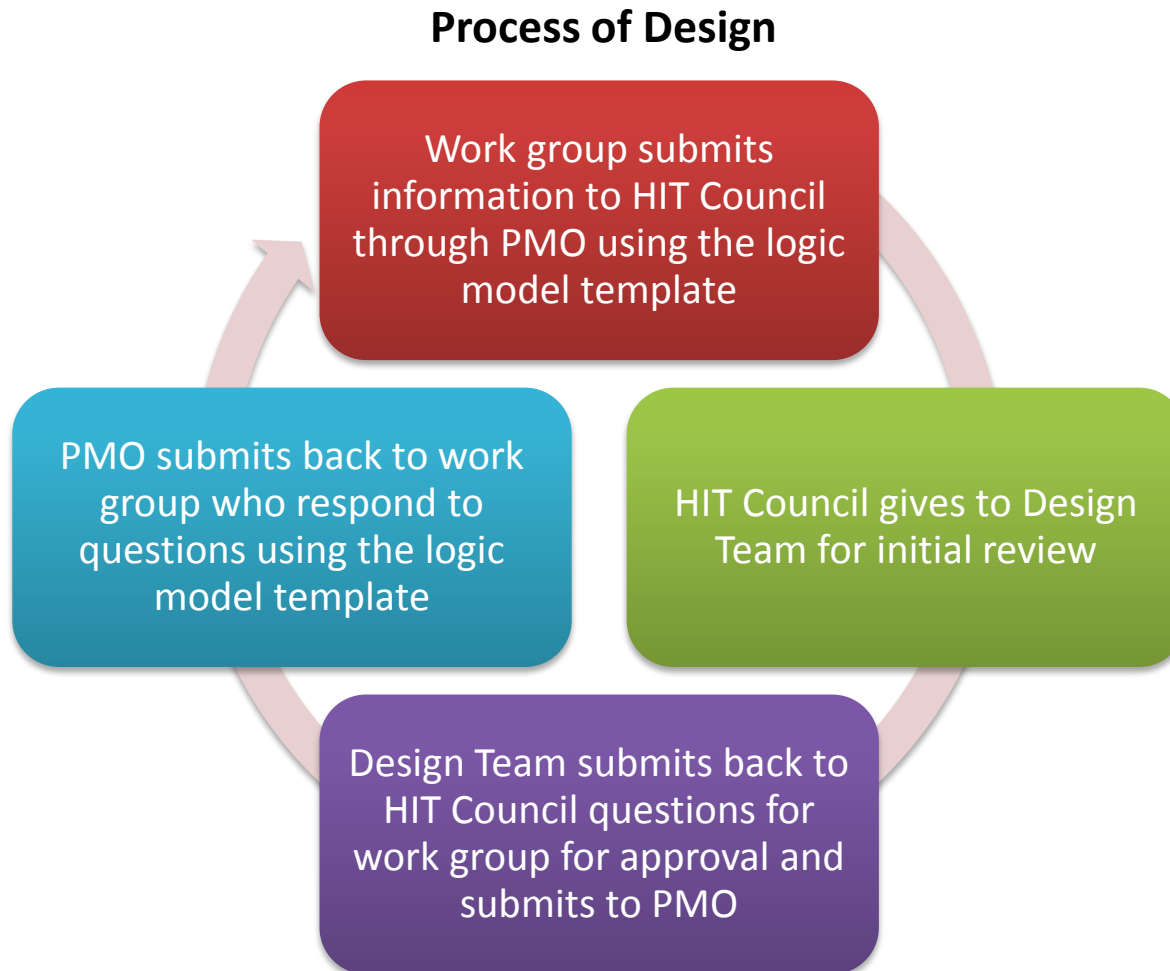 Process of Design
Work group submits
information to HIT Council
through PMO using the logic
model template
HIT Council gives to Design
Team for initial review
Design Team submits back to
HIT Council questions for
work group for approval and
submits to PMO
PMO submits back to work
group who respond to
questions using the logic
model template